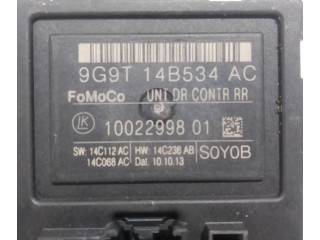 9G9T 14B534 AC
FoMoCo UNI DR CONTR RR
LK 10022998 01
SW: 14C112 AC HW: 14C236 AB S0Y0B
14C068 AC Dat. 10.10.13